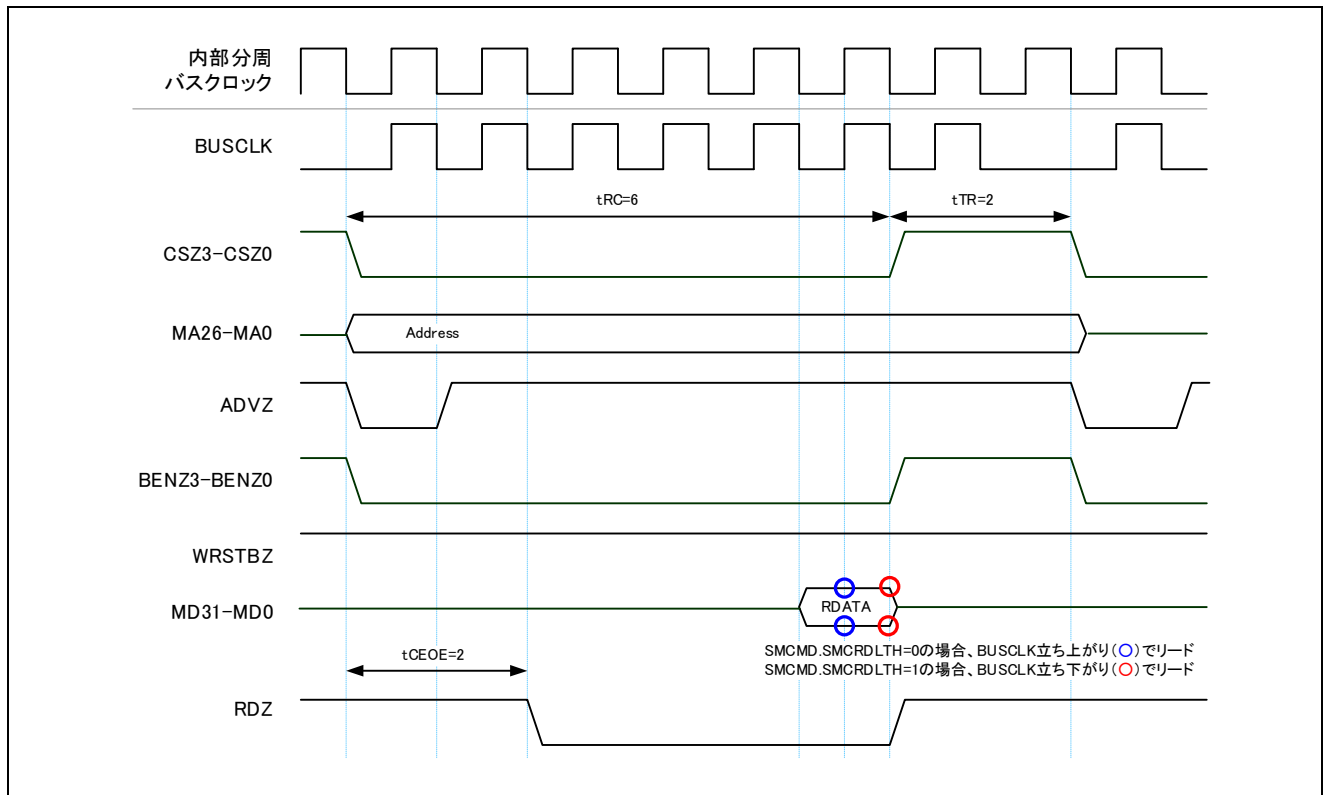 内部分周
バスクロック
BUSCLK
tRC=6
tTR=2
CSZ3-CSZ0
MA26-MA0
Address
ADVZ
BENZ3-BENZ0
WRSTBZ
MD31-MD0
RDATA
SMCMD.SMCRDLTH=0の場合、BUSCLK立ち上がり(○)でリード
SMCMD.SMCRDLTH=1の場合、BUSCLK立ち下がり(○)でリード
tCEOE=2
RDZ